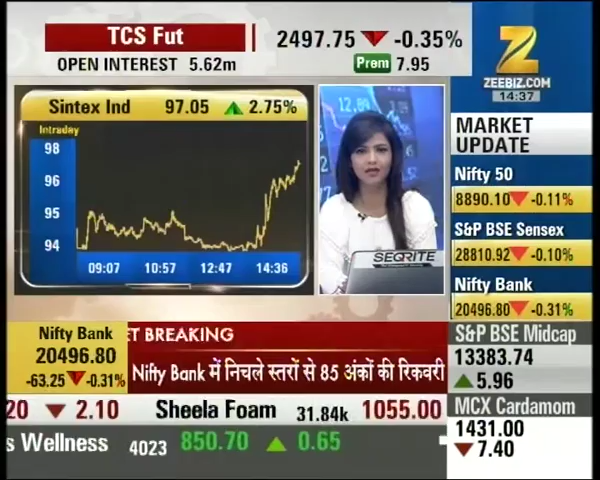 TCS Fut
2497.75 -0.35%
OPEN INTEREST 5.62m
Prem 7.95
Z
ZEEBIZ.COM
14:37
Sintex Ind 97.05 2.75%
Intraday
98
96
95
94
09:07 10:57 12:47 14:36
12.89
SEQRITE
MARKET
UPDATE
Nifty 50
8890.10 -0.11%
S&P BSE Sensex
28810.92 -0.10%
Nifty Bank
20496.80 -0.31%
S&P BSE Midcap
13383.74
5.96
MCX Cardamom
1431.00
7.40
Nifty Bank
20496.80
-63.25 -0.31%
ET BREAKING
Nifty Bank में निचले स्तरों से 85 अंकों की रिकवरी
20 2.10 Sheela Foam 31.84k 1055.00
s Wellness 4023 850.70 0.65